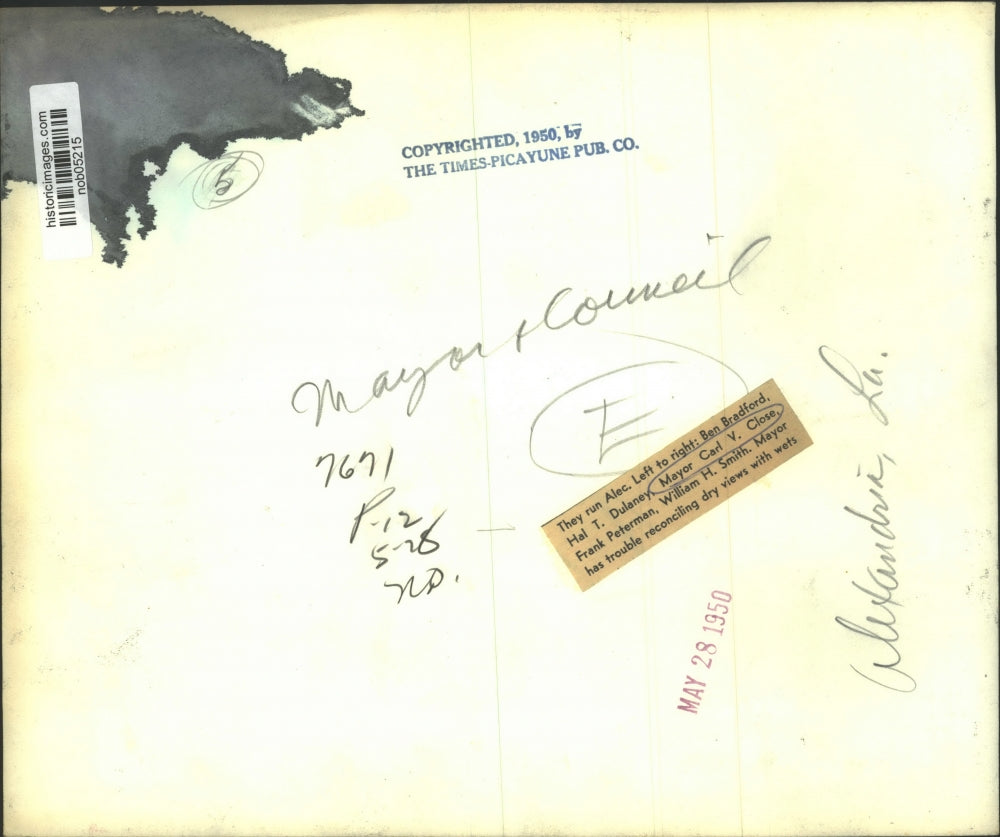 historicimages.com
nob05215
5
COPYRIGHTED, 1950, by
THE TIMES-PICAYUNE PUB. CO.
Mayor + Council
E
7671
P-12
5-28
ND.
They run Alec. Left to right: Ben Bradford,
Hal T. Dulaney, Mayor Carl V. Close,
Frank Peterman, William H. Smith. Mayor
has trouble reconciling dry views with wets
MAY 28 1950
Alexandria, La.